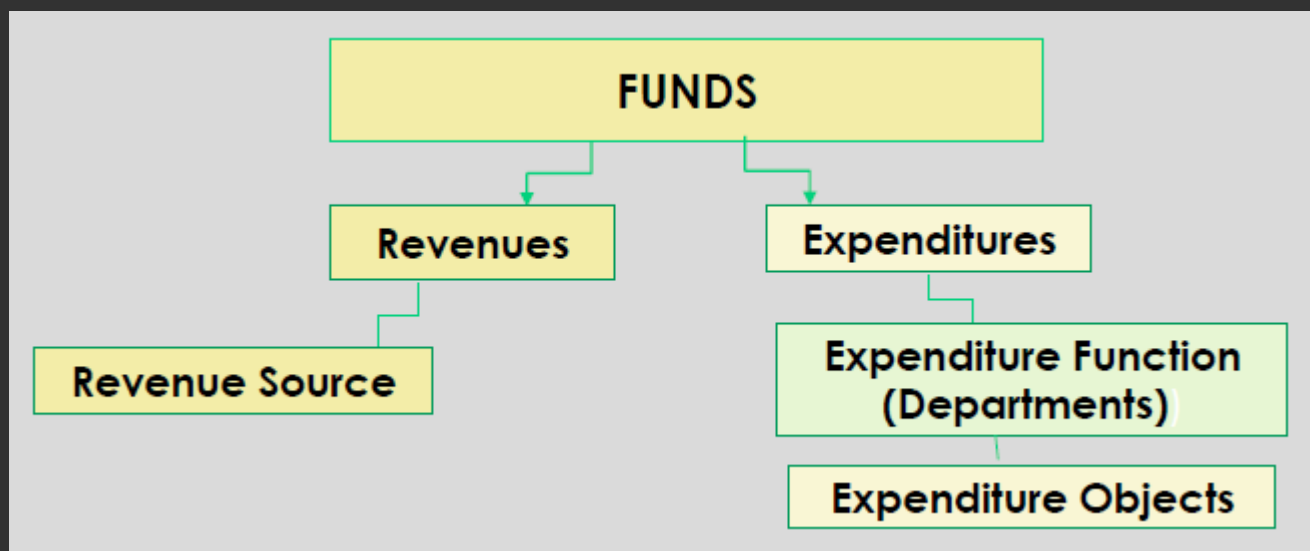 FUNDS
Revenues
Expenditures
Revenue Source
Expenditure Function
(Departments))
Expenditure Objects